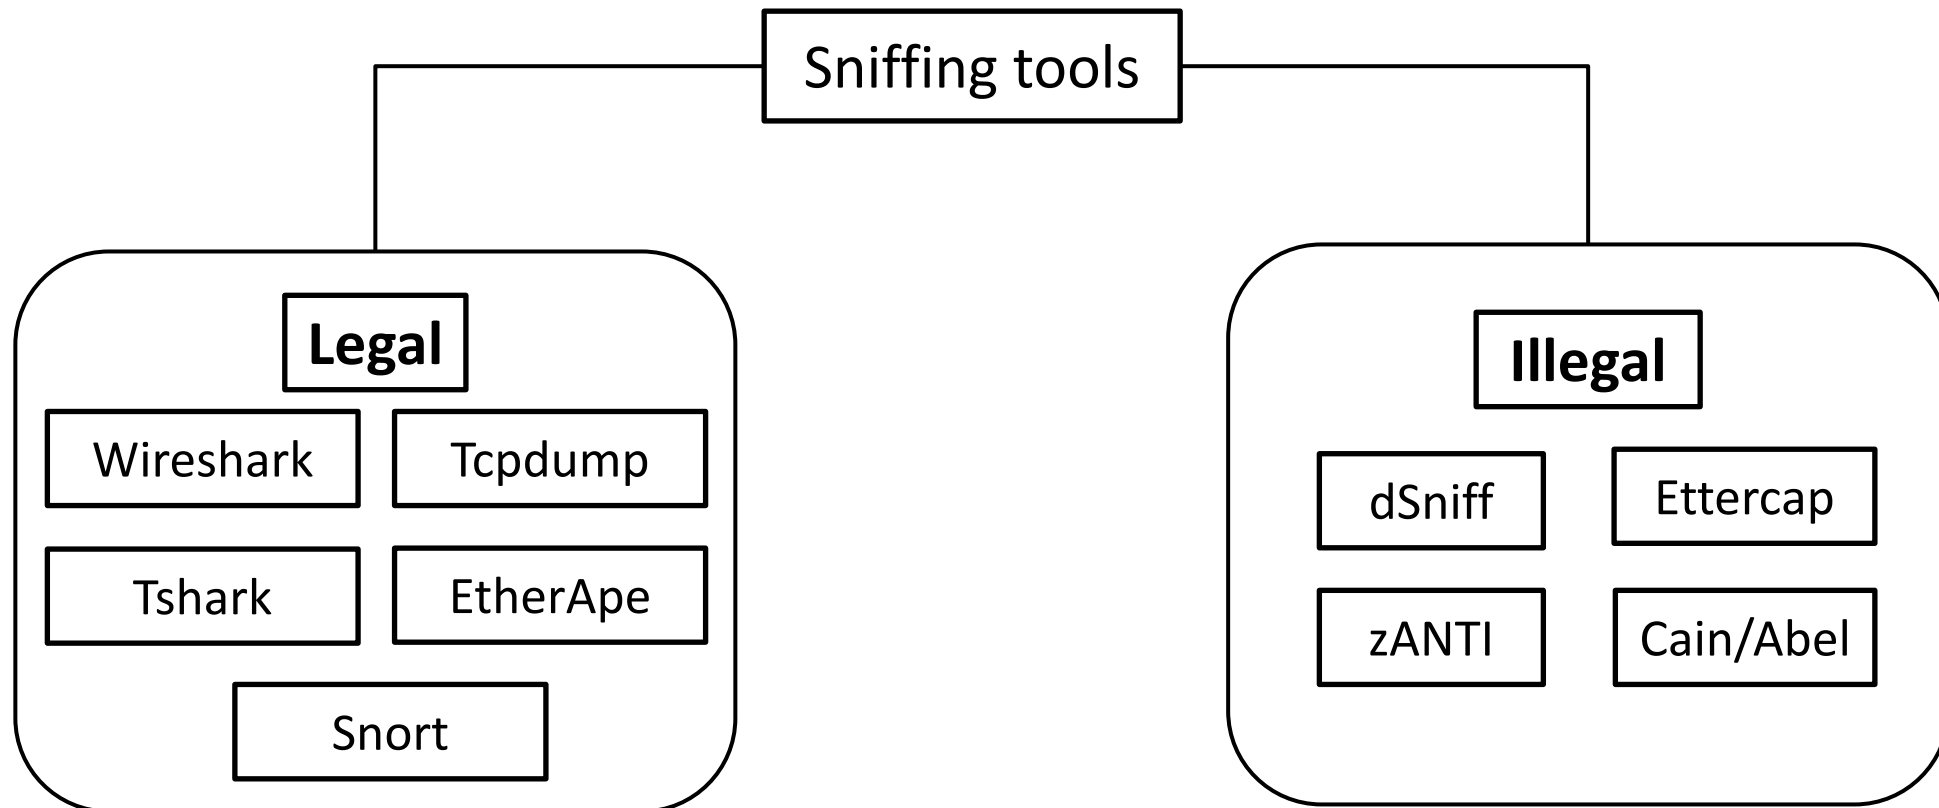 Sniffing tools
Legal
Wireshark
Tcpdump
Tshark
EtherApe
Snort
Illegal
dSniff
Ettercap
zANTI
Cain/Abel